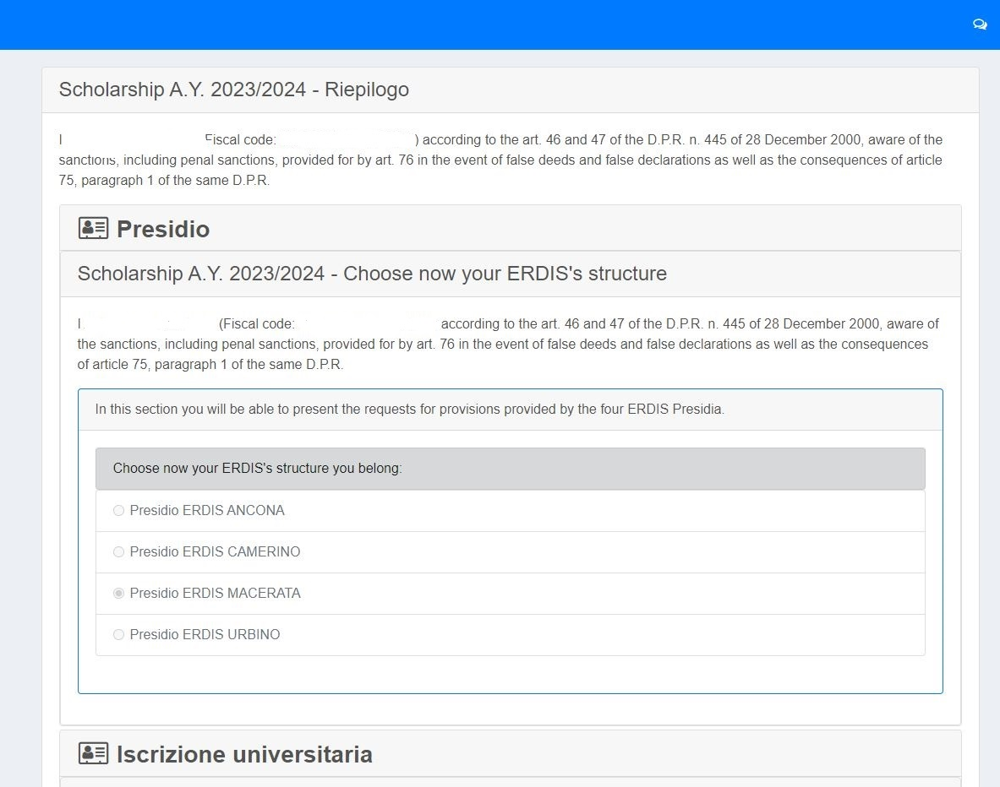 Scholarship A.Y. 2023/2024 - Riepilogo
I Fiscal code: ) according to the art. 46 and 47 of the D.P.R. n. 445 of 28 December 2000, aware of the
sanctions, including penal sanctions, provided for by art. 76 in the event of false deeds and false declarations as well as the consequences of article
75, paragraph 1 of the same D.P.R.
Presidio
Scholarship A.Y. 2023/2024 - Choose now your ERDIS's structure
I (Fiscal code: according to the art. 46 and 47 of the D.P.R. n. 445 of 28 December 2000, aware of
the sanctions, including penal sanctions, provided for by art. 76 in the event of false deeds and false declarations as well as the consequences
of article 75, paragraph 1 of the same D.P.R.
In this section you will be able to present the requests for provisions provided by the four ERDIS Presidia.
Choose now your ERDIS's structure you belong:
Presidio ERDIS ANCONA
Presidio ERDIS CAMERINO
Presidio ERDIS MACERATA
Presidio ERDIS URBINO
Iscrizione universitaria